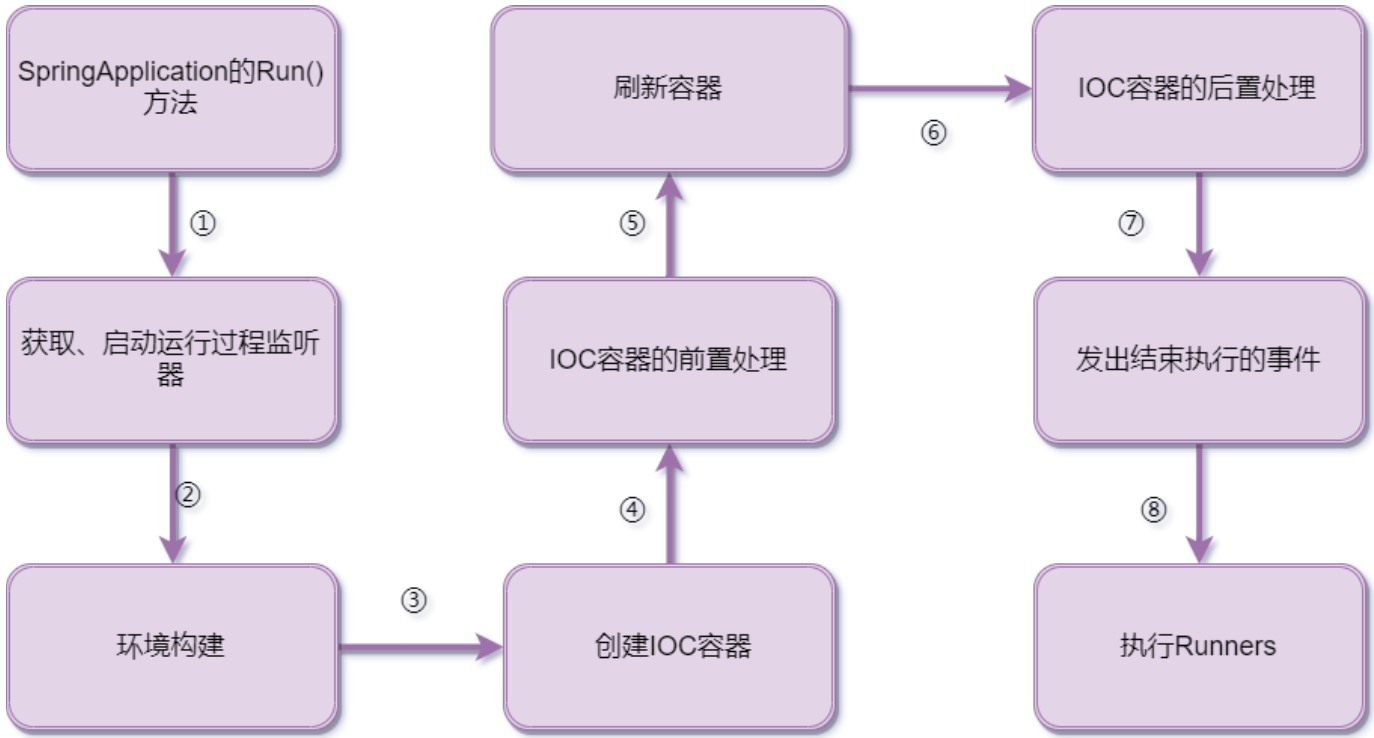 SpringApplication的Run()
方法
①
获取、启动运行过程监听
器
②
环境构建
③
创建IOC容器
④
IOC容器的前置处理
⑤
刷新容器
⑥
IOC容器的后置处理
⑦
发出结束执行的事件
⑧
执行Runners